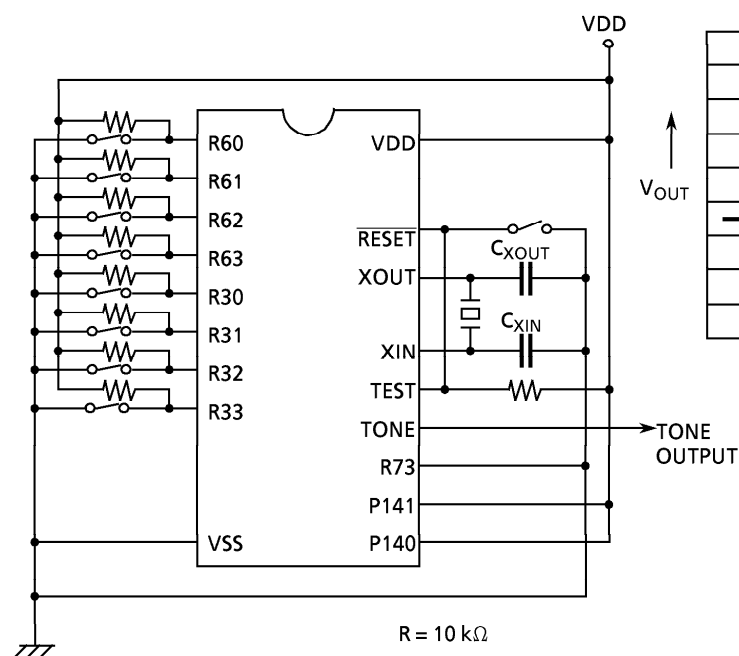 VDD
R60
R61
R62
R63
R30
R31
R32
R33
VSS
VDD
RESET
XOUT
XIN
TEST
TONE
R73
P141
P140
CXOUT
CXIN
TONE
OUTPUT
VOUT
R = 10 kΩ